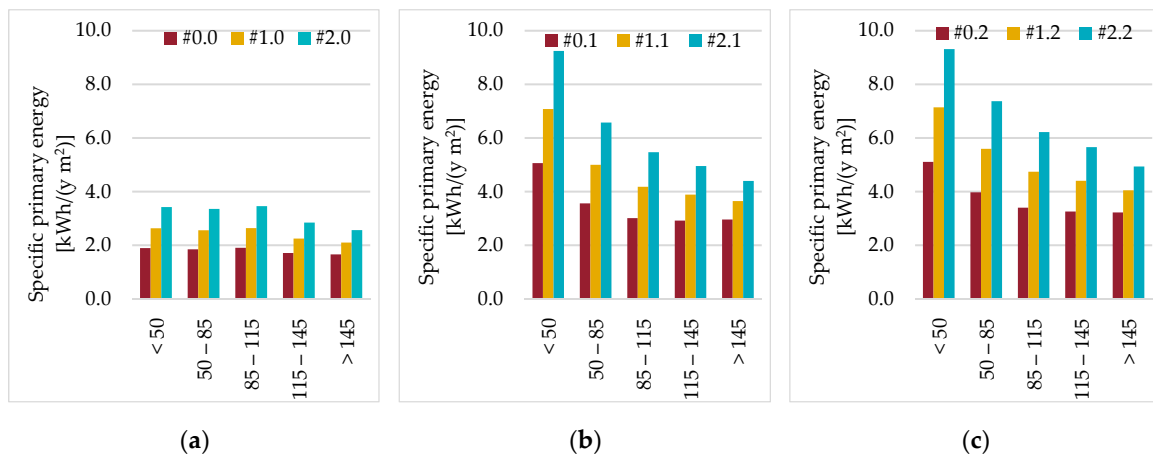 10.0
#0.0 #1.0 #2.0
8.0
6.0
4.0
2.0
0.0
Specific primary energy
[kWh/(y m²)]
< 50
50 – 85
85 – 115
115 – 145
> 145
(a)
10.0
#0.1 #1.1 #2.1
8.0
6.0
4.0
2.0
0.0
Specific primary energy
[kWh/(y m²)]
< 50
50 – 85
85 – 115
115 – 145
> 145
(b)
10.0
#0.2 #1.2 #2.2
8.0
6.0
4.0
2.0
0.0
Specific primary energy
[kWh/(y m²)]
< 50
50 – 85
85 – 115
115 – 145
> 145
(c)